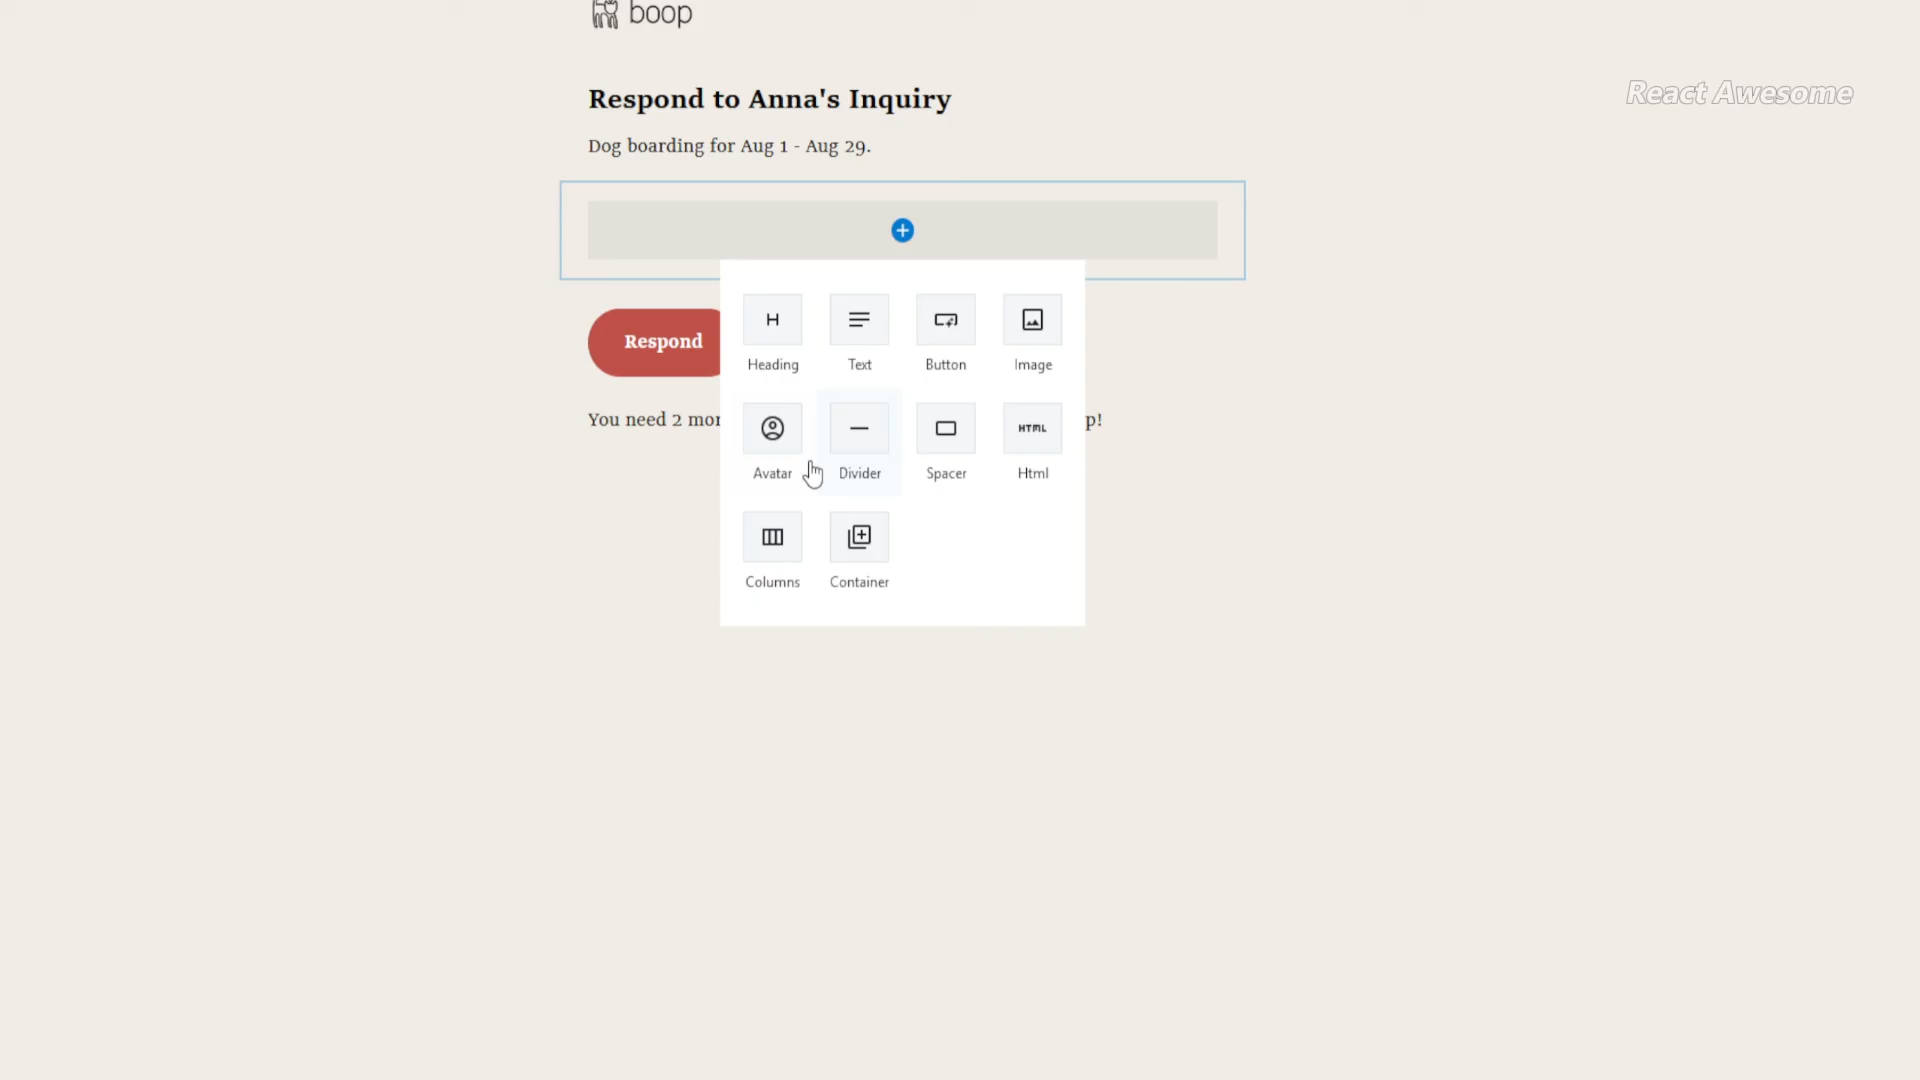 boop
React Awesome
Respond to Anna's Inquiry
Dog boarding for Aug 1 - Aug 29.
Respond
You need 2 mor
p!
H
Heading
Text
Button
Image
HTML
Avatar
Divider
Spacer
Html
Columns
Container